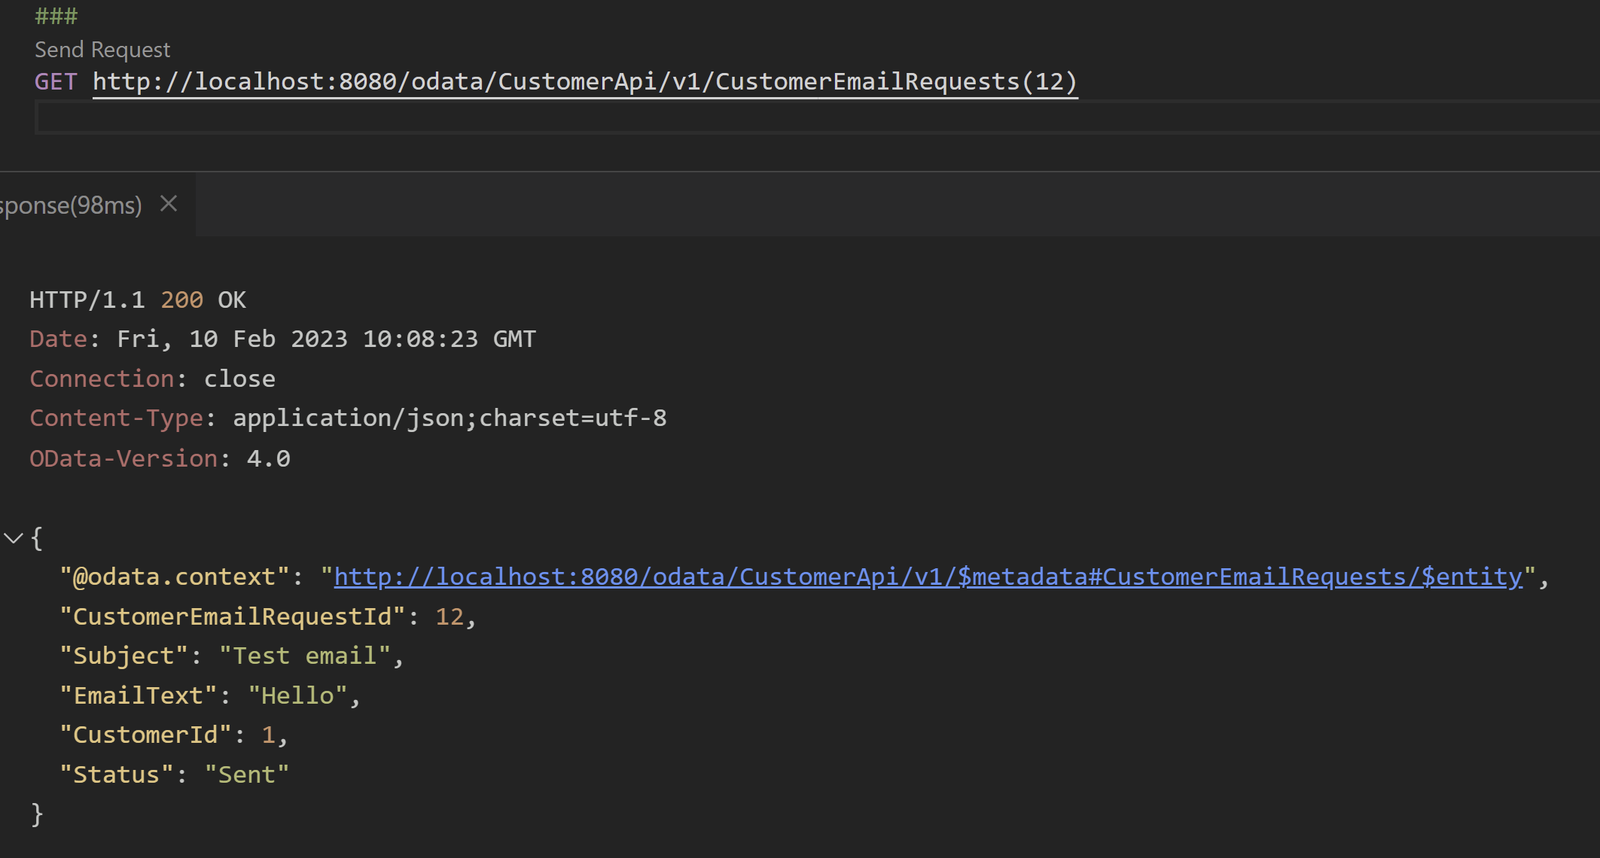 ###
Send Request
GET http://localhost:8080/odata/CustomerApi/v1/CustomerEmailRequests(12)
sponse(98ms)
HTTP/1.1 200 OK
Date: Fri, 10 Feb 2023 10:08:23 GMT
Connection: close
Content-Type: application/json;charset=utf-8
OData-Version: 4.0
{
"@odata.context": "http://localhost:8080/odata/CustomerApi/v1/$metadata#CustomerEmailRequests/$entity",
"CustomerEmailRequestId": 12,
"Subject": "Test email",
"EmailText": "Hello",
"CustomerId": 1,
"Status": "Sent"
}